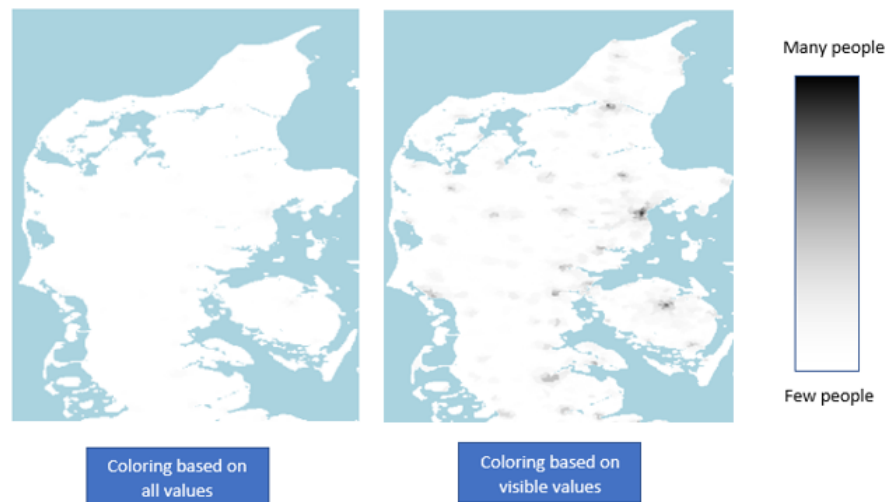 Many people
Few people
Coloring based on
all values
Coloring based on
visible values